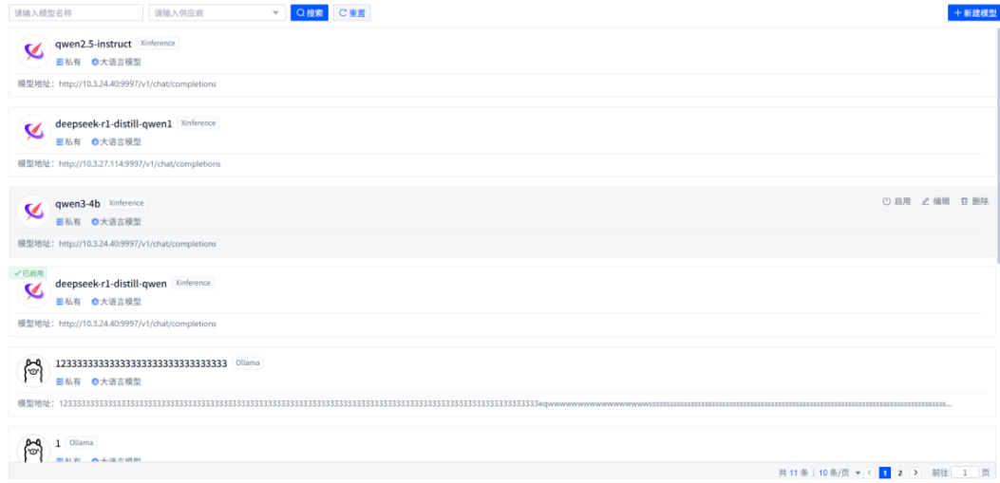 请输入模型名称 请输入供应商 搜索 重置 + 新建模型
qwen2.5-instruct Xinference
私有 大语言模型
模型地址：http://10.3.24.40:9997/v1/chat/completions
deepseek-r1-distill-qwen1 Xinference
私有 大语言模型
模型地址：http://10.3.27.114:9997/v1/chat/completions
qwen3-4b Xinference 启用 编辑 删除
私有 大语言模型
模型地址：http://10.3.24.40:9997/v1/chat/completions
已启用
deepseek-r1-distill-qwen Xinference
私有 大语言模型
模型地址：http://10.3.24.40:9997/v1/chat/completions
Ollama
私有 大语言模型
模型地址：
1 Ollama
私有 大语言模型
共 11 条 10 条/页 1 2 前往 1 页